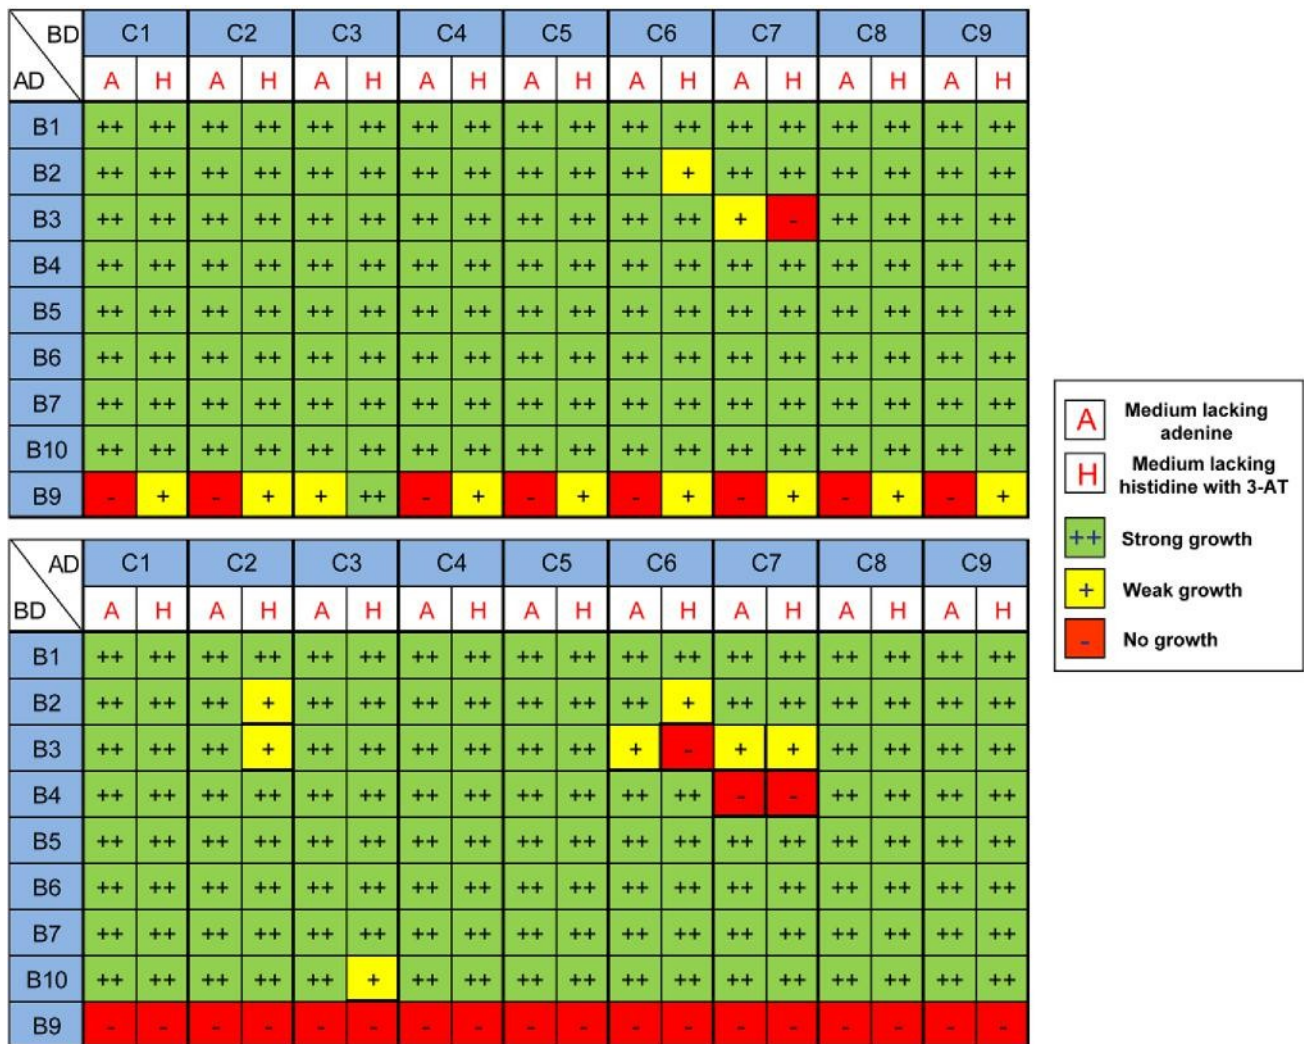 BD C1 C2 C3 C4 C5 C6 C7 C8 C9
AD A H A H A H A H A H A H A H A H A H
B1 ++ ++ ++ ++ ++ ++ ++ ++ ++ ++ ++ ++ ++ ++ ++ ++ ++ ++
B2 ++ ++ ++ ++ ++ ++ ++ ++ ++ ++ ++ + ++ ++ ++ ++ ++ ++
B3 ++ ++ ++ ++ ++ ++ ++ ++ ++ ++ ++ ++ + - ++ ++ ++ ++
B4 ++ ++ ++ ++ ++ ++ ++ ++ ++ ++ ++ ++ ++ ++ ++ ++ ++ ++
B5 ++ ++ ++ ++ ++ ++ ++ ++ ++ ++ ++ ++ ++ ++ ++ ++ ++ ++
B6 ++ ++ ++ ++ ++ ++ ++ ++ ++ ++ ++ ++ ++ ++ ++ ++ ++ ++
B7 ++ ++ ++ ++ ++ ++ ++ ++ ++ ++ ++ ++ ++ ++ ++ ++ ++ ++
B10 ++ ++ ++ ++ ++ ++ ++ ++ ++ ++ ++ ++ ++ ++ ++ ++ ++ ++
B9 - + - + + ++ - + - + - + - + - + - +
AD C1 C2 C3 C4 C5 C6 C7 C8 C9
BD A H A H A H A H A H A H A H A H A H
B1 ++ ++ ++ ++ ++ ++ ++ ++ ++ ++ ++ ++ ++ ++ ++ ++ ++ ++
B2 ++ ++ ++ + ++ ++ ++ ++ ++ ++ ++ + ++ ++ ++ ++ ++ ++
B3 ++ ++ ++ + ++ ++ ++ ++ ++ ++ + - + + ++ ++ ++ ++
B4 ++ ++ ++ ++ ++ ++ ++ ++ ++ ++ ++ ++ - - ++ ++ ++ ++
B5 ++ ++ ++ ++ ++ ++ ++ ++ ++ ++ ++ ++ ++ ++ ++ ++ ++ ++
B6 ++ ++ ++ ++ ++ ++ ++ ++ ++ ++ ++ ++ ++ ++ ++ ++ ++ ++
B7 ++ ++ ++ ++ ++ ++ ++ ++ ++ ++ ++ ++ ++ ++ ++ ++ ++ ++
B10 ++ ++ ++ ++ ++ + ++ ++ ++ ++ ++ ++ ++ ++ ++ ++ ++ ++
B9 - - - - - - - - - - - - - - - - - -
A Medium lacking
adenine
H Medium lacking
histidine with 3-AT
++ Strong growth
+ Weak growth
- No growth